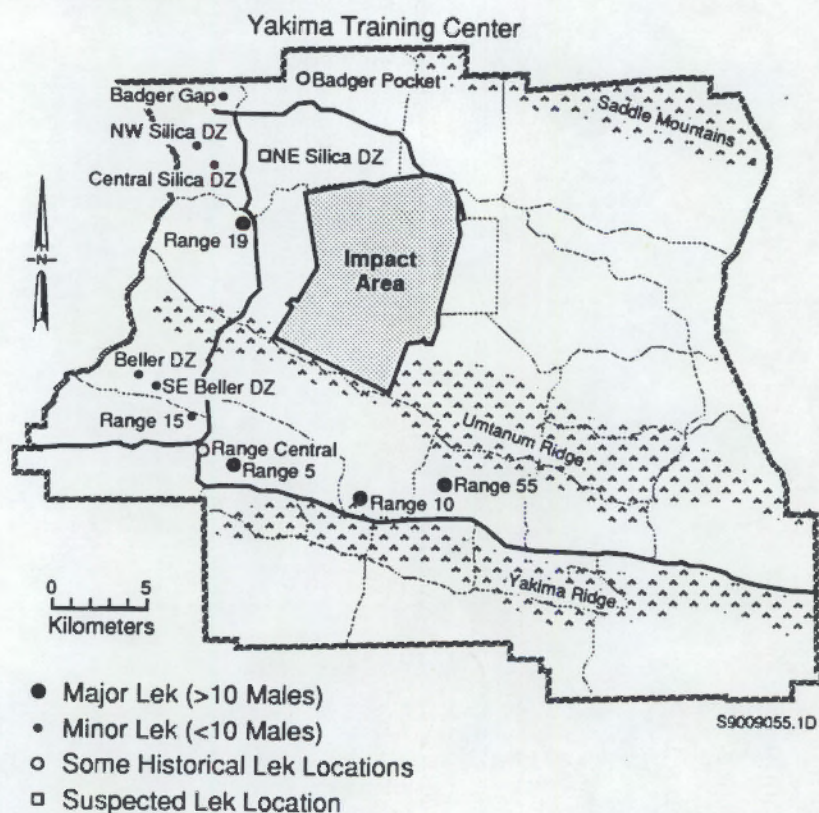 Yakima Training Center
Badger Pocket
Badger Gap
Saddle Mountains
NW Silica DZ
NE Silica DZ
Central Silica DZ
Range 19
Impact
Area
N
Beller DZ
SE Beller DZ
Range 15
Umtanum Ridge
Range Central
Range 5
Range 55
Range 10
Yakima Ridge
0 5
Kilometers
Major Lek (>10 Males)
Minor Lek (<10 Males)
Some Historical Lek Locations
Suspected Lek Location
S9009055.1D